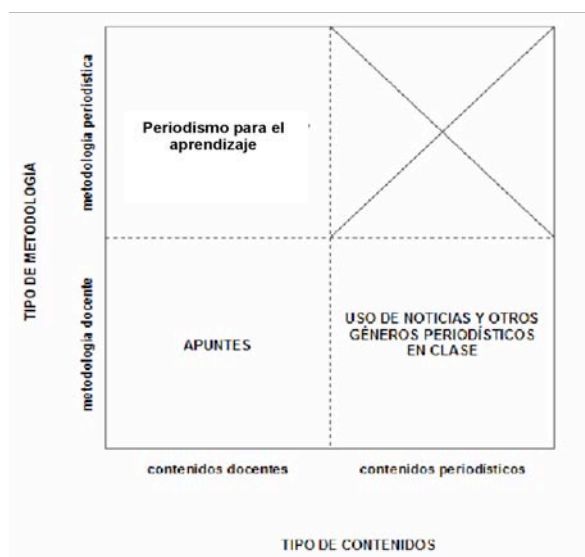 TIPO DE METODOLOGÍA
metodología periodística
metodología docente
Periodismo para el
aprendizaje
APUNTES
USO DE NOTICIAS Y OTROS
GÉNEROS PERIODÍSTICOS
EN CLASE
contenidos docentes
contenidos periodísticos
TIPO DE CONTENIDOS